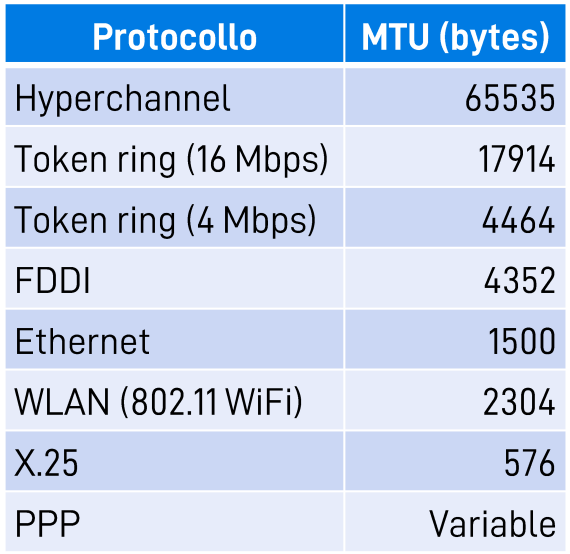 Protocollo MTU (bytes)
Hyperchannel 65535
Token ring (16 Mbps) 17914
Token ring (4 Mbps) 4464
FDDI 4352
Ethernet 1500
WLAN (802.11 WiFi) 2304
X.25 576
PPP Variable